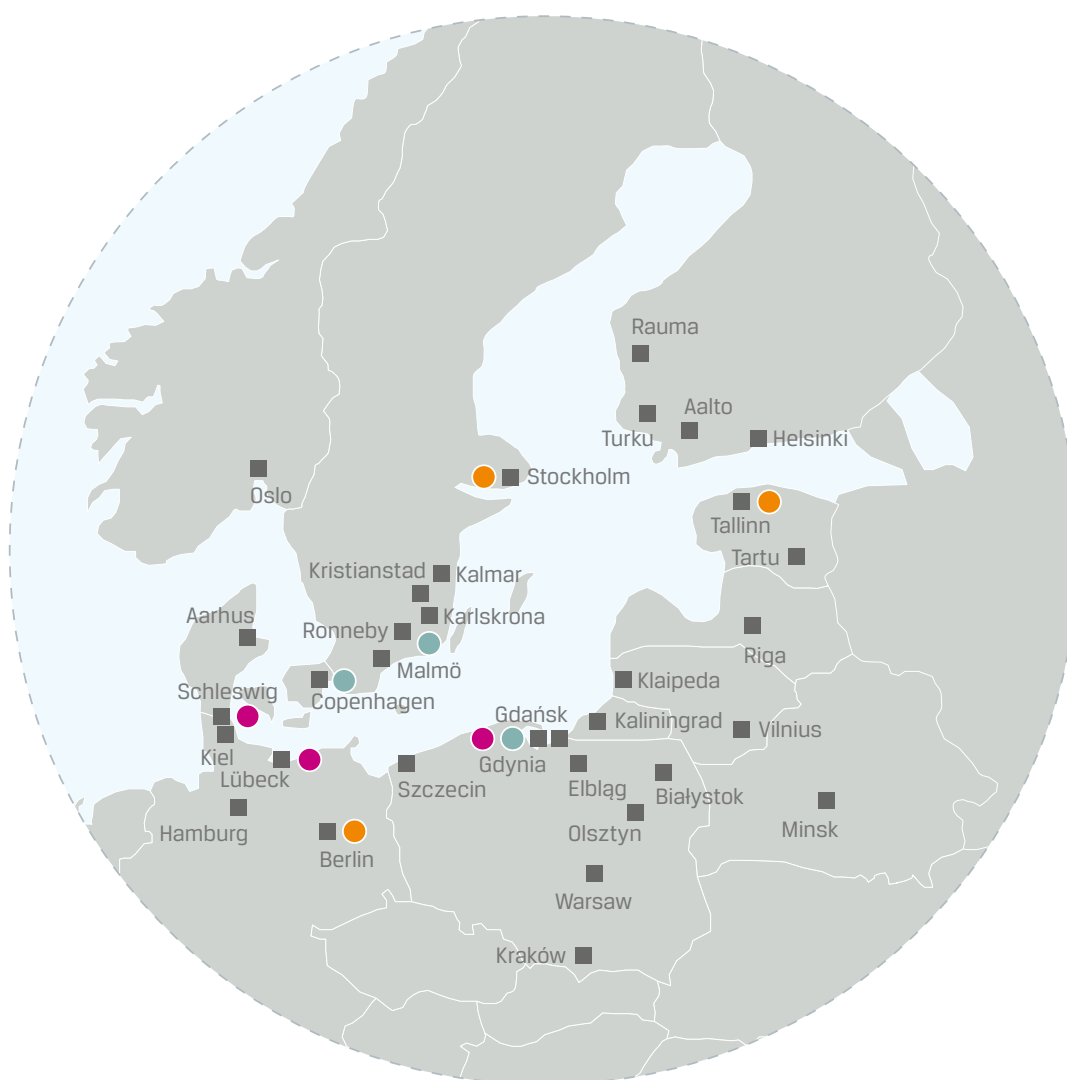 Rauma
Aalto
Turku
Helsinki
Stockholm
Oslo
Tallinn
Tartu
Kristianstad
Kalmar
Aarhus
Karlskrona
Ronneby
Riga
Malmö
Klaipeda
Schleswig
Copenhagen
Gdańsk
Kaliningrad
Vilnius
Kiel
Gdynia
Lübeck
Szczecin
Elbląg
Białystok
Hamburg
Olsztyn
Minsk
Berlin
Warsaw
Kraków